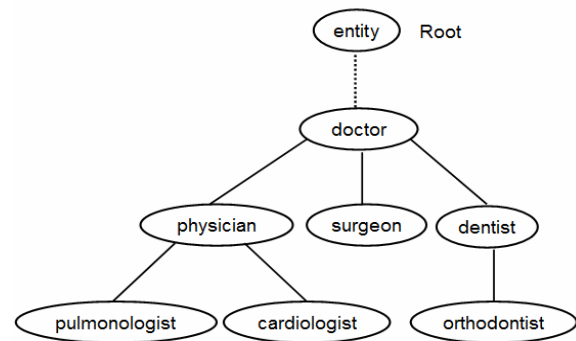 entity Root
doctor
physician surgeon dentist
pulmonologist cardiologist orthodontist